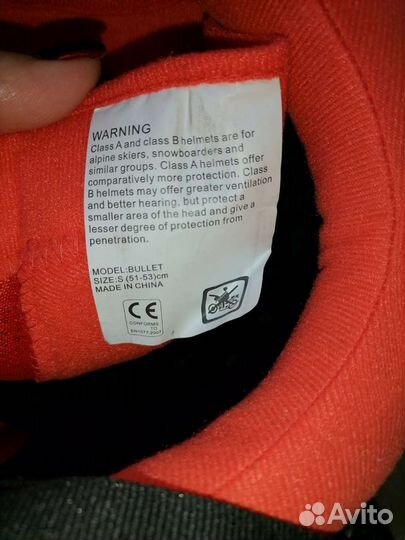 WARNING
Class A and class B helmets are for
alpine skiers, snowboarders and
similar groups. Class A helmets offer
comparatively more protection. Class
B helmets may offer greater ventilation
and better hearing, but protect a
smaller area of the head and give a
lesser degree of protection from
penetration.
MODEL:BULLET
SIZE:S (51-53)cm
MADE IN CHINA
CE
CONFORMS
TO
EN1077:2007
Avito